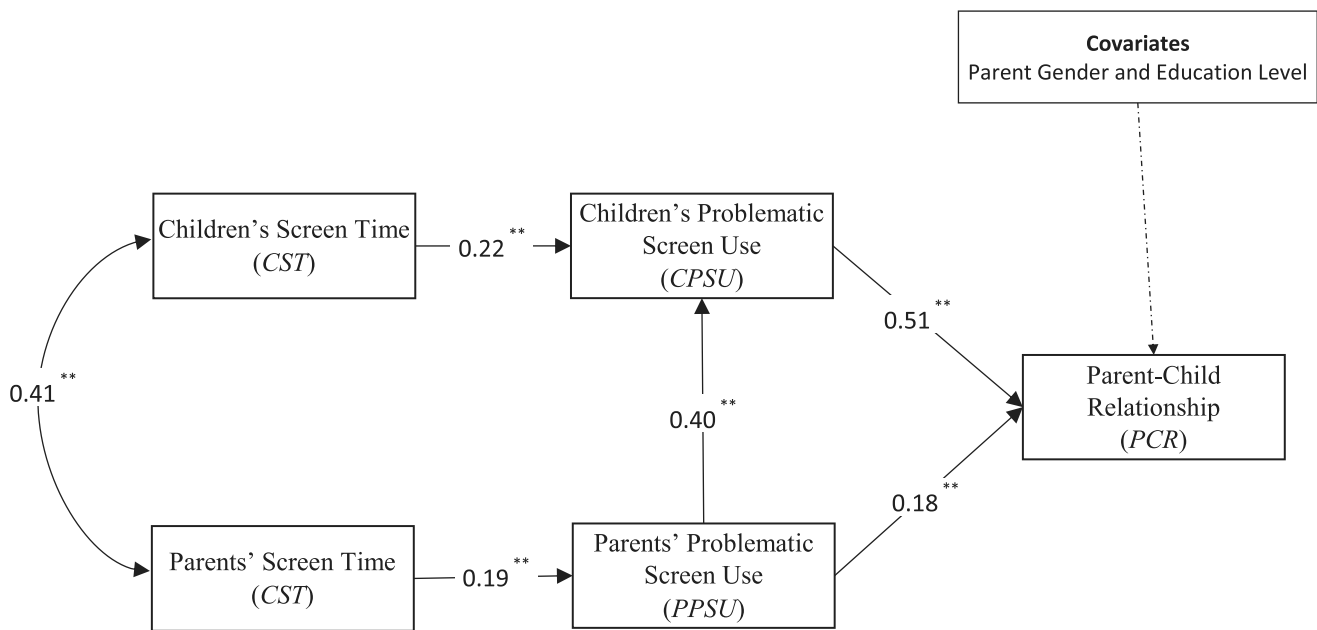 Covariates
Parent Gender and Education Level
Children’s Screen Time
(CST)
0.22 **
Children’s Problematic
Screen Use
(CPSU)
0.51 **
0.41 **
0.40 **
Parent-Child
Relationship
(PCR)
0.18 **
Parents’ Screen Time
(CST)
0.19 **
Parents’ Problematic
Screen Use
(PPSU)